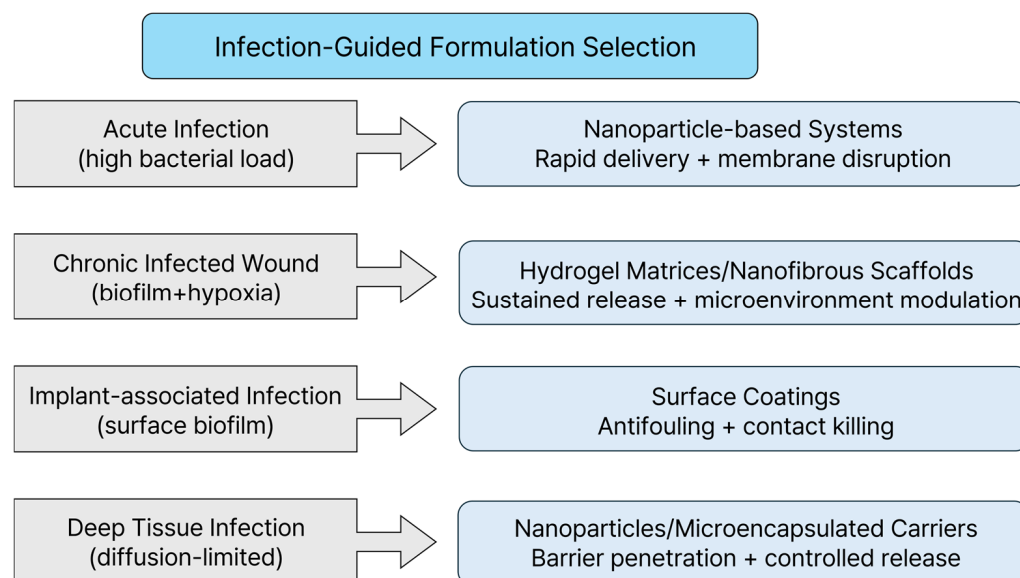 Infection-Guided Formulation Selection
Acute Infection
(high bacterial load)
Nanoparticle-based Systems
Rapid delivery + membrane disruption
Chronic Infected Wound
(biofilm+hypoxia)
Hydrogel Matrices/Nanofibrous Scaffolds
Sustained release + microenvironment modulation
Implant-associated Infection
(surface biofilm)
Surface Coatings
Antifouling + contact killing
Deep Tissue Infection
(diffusion-limited)
Nanoparticles/Microencapsulated Carriers
Barrier penetration + controlled release